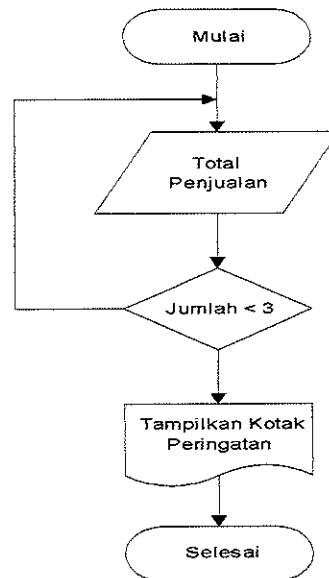 Mulai
Total
Penjualan
Jumlah < 3
Tampilkan Kotak
Peringatan
Selesai